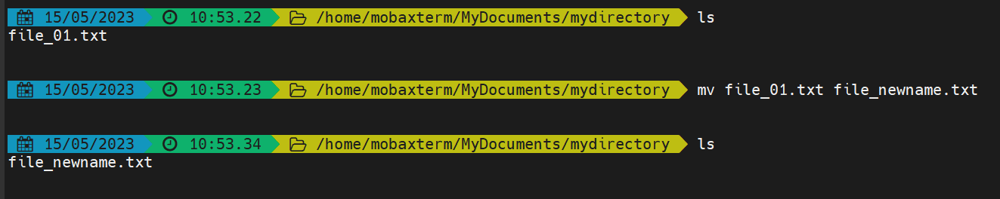 15/05/2023 10:53.22 /home/mobaxterm/MyDocuments/mydirectory ls
file_01.txt
15/05/2023 10:53.23 /home/mobaxterm/MyDocuments/mydirectory mv file_01.txt file_newname.txt
15/05/2023 10:53.34 /home/mobaxterm/MyDocuments/mydirectory ls
file_newname.txt